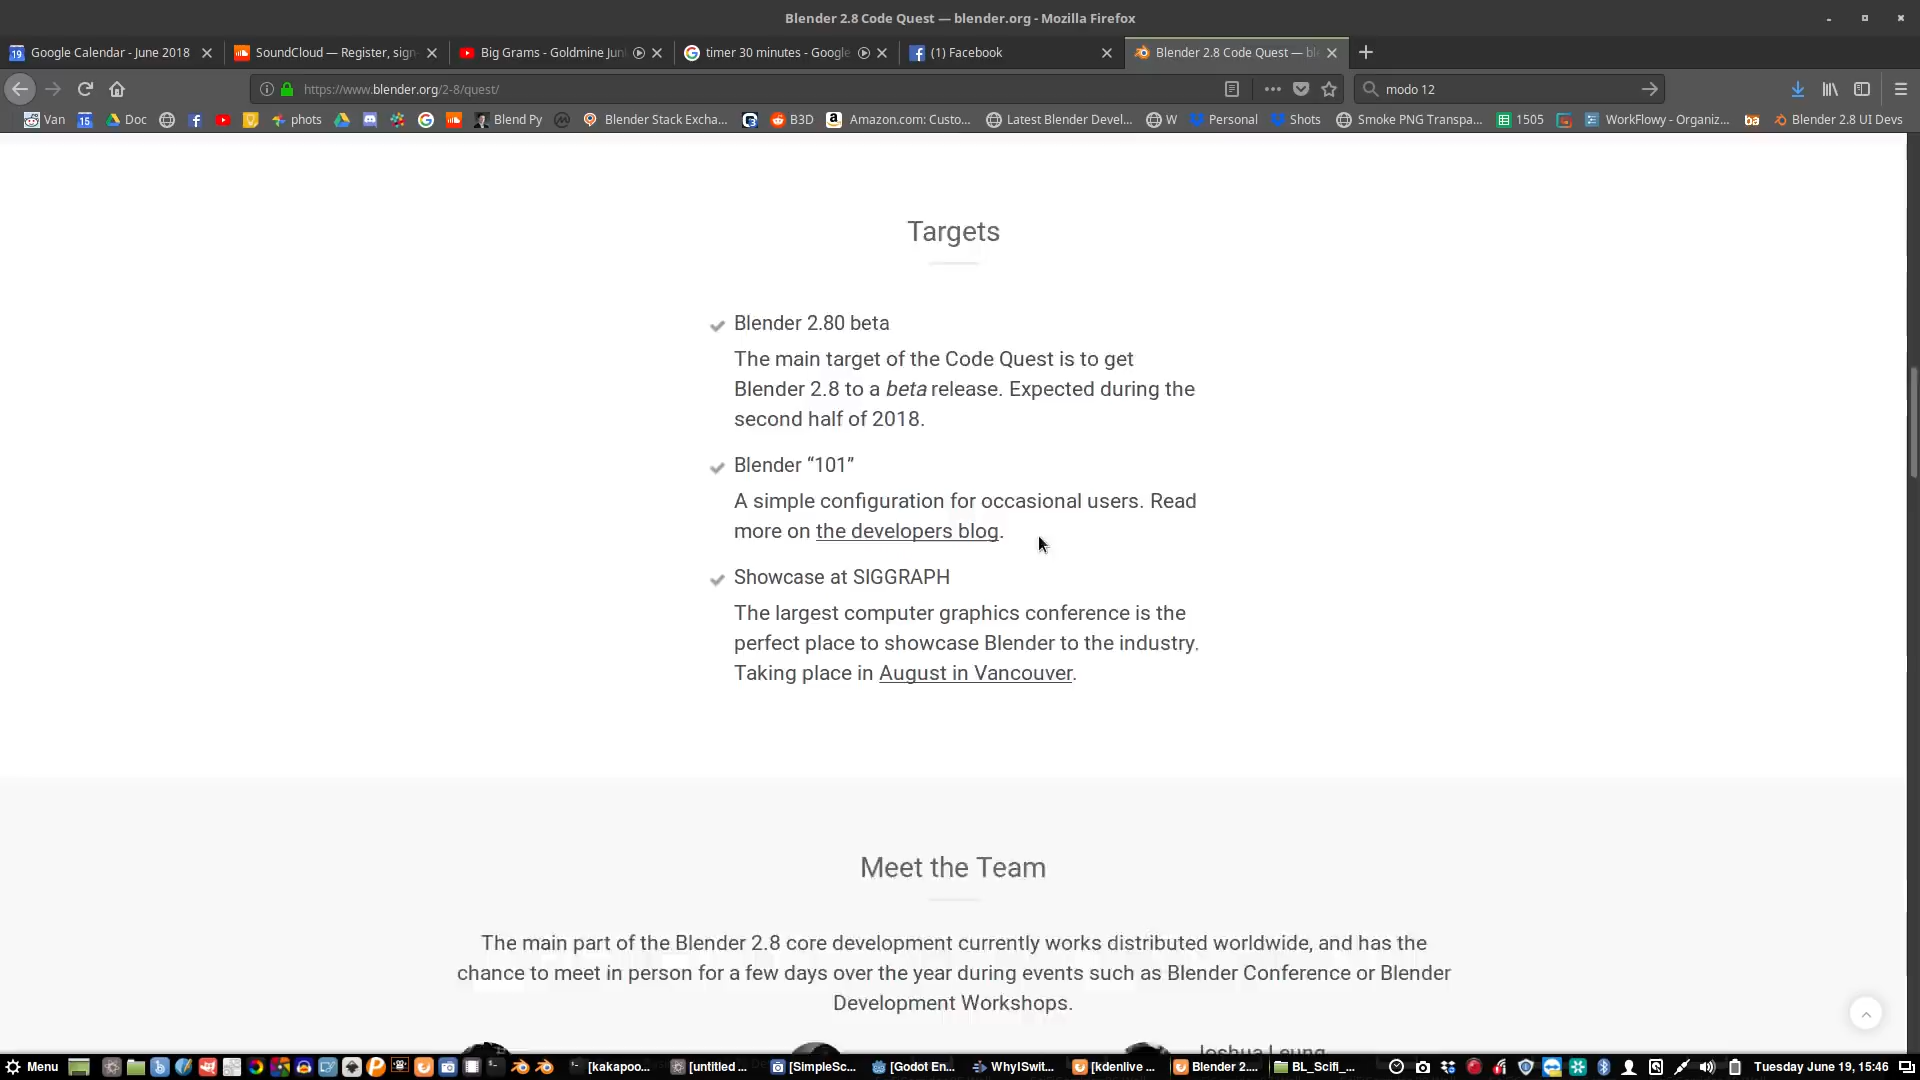 Blender 2.8 Code Quest — blender.org - Mozilla Firefox
Google Calendar - June 2018
SoundCloud — Register, sign
Big Grams - Goldmine Jun
timer 30 minutes - Google
(1) Facebook
Blender 2.8 Code Quest — bl
https://www.blender.org/2-8/quest/
modo 12
Van
Doc
phots
Blend Py
Blender Stack Excha...
B3D
Amazon.com: Custo...
Latest Blender Devel...
W
Personal
Shots
Smoke PNG Transpa...
1505
WorkFlowy - Organiz...
Blender 2.8 UI Devs
Targets
Blender 2.80 beta
The main target of the Code Quest is to get
Blender 2.8 to a beta release. Expected during the
second half of 2018.
Blender “101”
A simple configuration for occasional users. Read
more on the developers blog.
Showcase at SIGGRAPH
The largest computer graphics conference is the
perfect place to showcase Blender to the industry.
Taking place in August in Vancouver.
Meet the Team
The main part of the Blender 2.8 core development currently works distributed worldwide, and has the
chance to meet in person for a few days over the year during events such as Blender Conference or Blender
Development Workshops.
Joshua Leung
Menu
[kakapoo...
[untitled ...
[SimpleSc...
[Godot En...
WhyISwit...
[kdenlive ...
Blender 2....
BL_Scifi_...
Tuesday June 19, 15:46